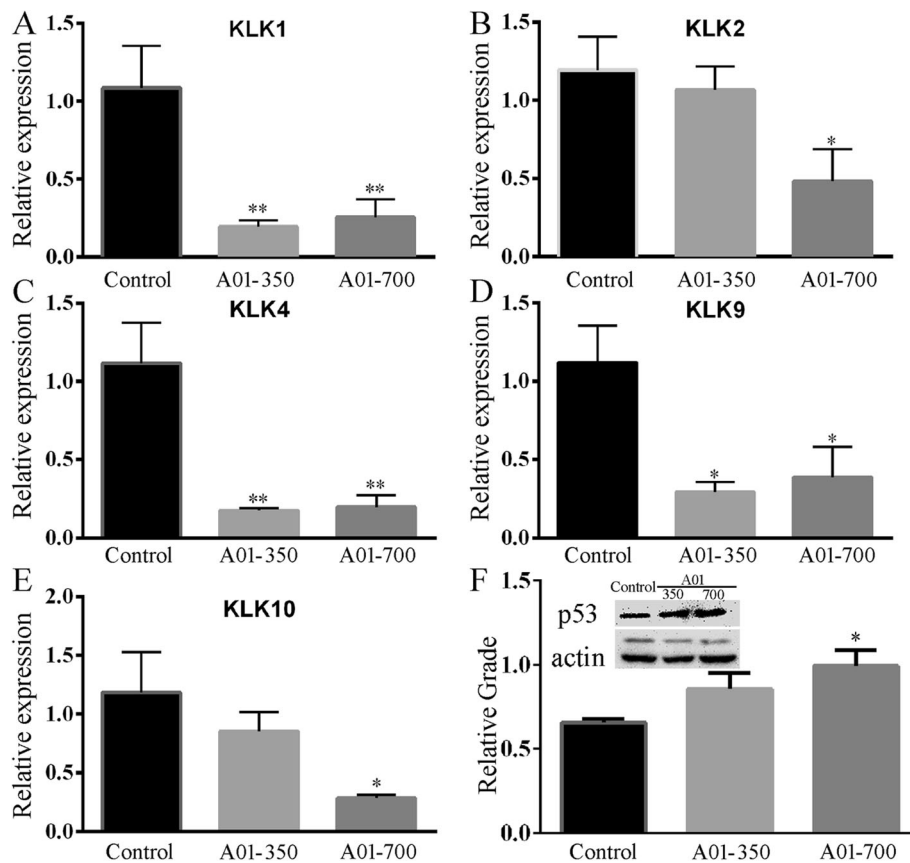 A
KLK1
Relative expression
1.5
1.0
0.5
0.0
**
**
Control
A01-350
A01-700
B
KLK2
Relative expression
1.5
1.0
0.5
0.0
*
Control
A01-350
A01-700
C
KLK4
Relative expression
1.5
1.0
0.5
0.0
**
**
Control
A01-350
A01-700
D
KLK9
Relative expression
1.5
1.0
0.5
0.0
*
*
Control
A01-350
A01-700
E
KLK10
Relative expression
2.0
1.5
1.0
0.5
0.0
*
Control
A01-350
A01-700
F
Relative Grade
1.5
1.0
0.5
0.0
Control
A01
350
700
p53
actin
*
Control
A01-350
A01-700